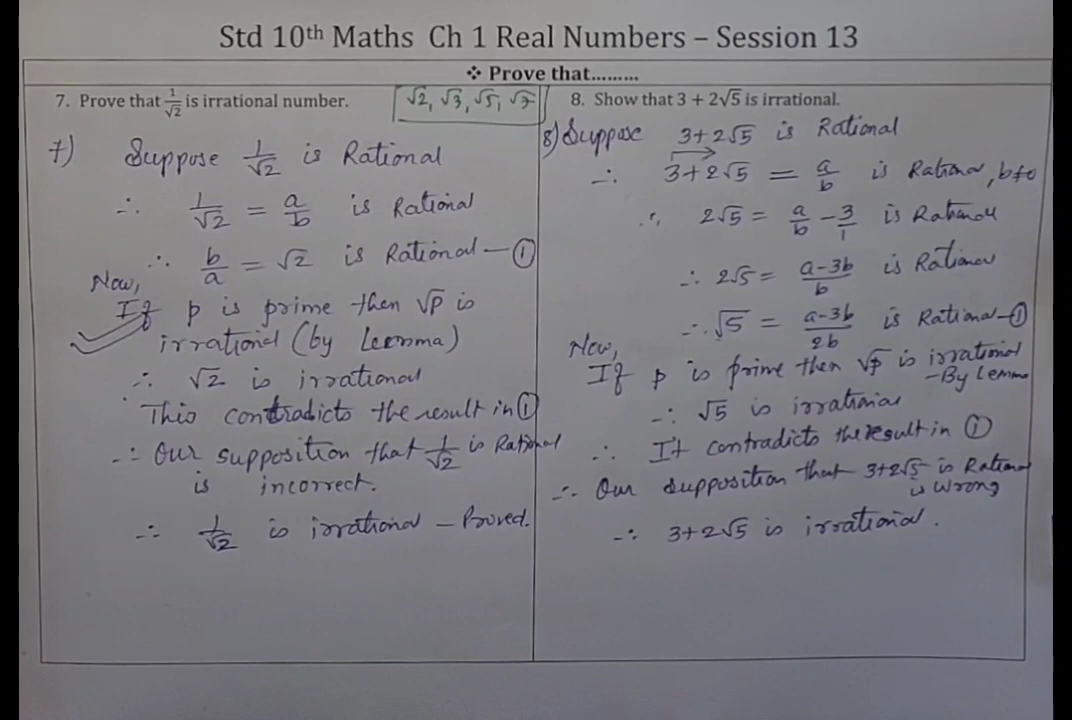 Std 10th Maths Ch 1 Real Numbers – Session 13
❖ Prove that.........
7. Prove that 1/√2 is irrational number.
√2, √3, √5, √7
7) Suppose 1/√2 is Rational
∴ 1/√2 = a/b is Rational
∴ b/a = √2 is Rational — ①
Now,
If p is prime then √p is
irrational (by Lemma)
∴ √2 is irrational
This contradicts the result in ①
∴ Our supposition that 1/√2 is Rational
is incorrect.
∴ 1/√2 is irrational – Proved.
8. Show that 3 + 2√5 is irrational.
8) Suppose 3+2√5 is Rational
∴ 3+2√5 = a/b is Rational, b≠0
∴ 2√5 = a/b – 3/1 is Rational
∴ 2√5 = a-3b/b is Rational
∴ √5 = a-3b/2b is Rational – ①
Now,
If p is prime then √p is irrational
– By Lemma
∴ √5 is irrational
∴ It contradicts the result in ①
∴ Our supposition that 3+2√5 is Rational
is wrong
∴ 3+2√5 is irrational.